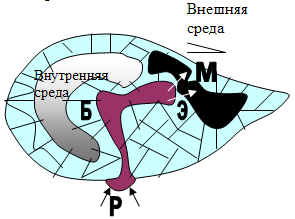 Внешняя
среда
М
Внутренняя
среда
Б
Э
Р